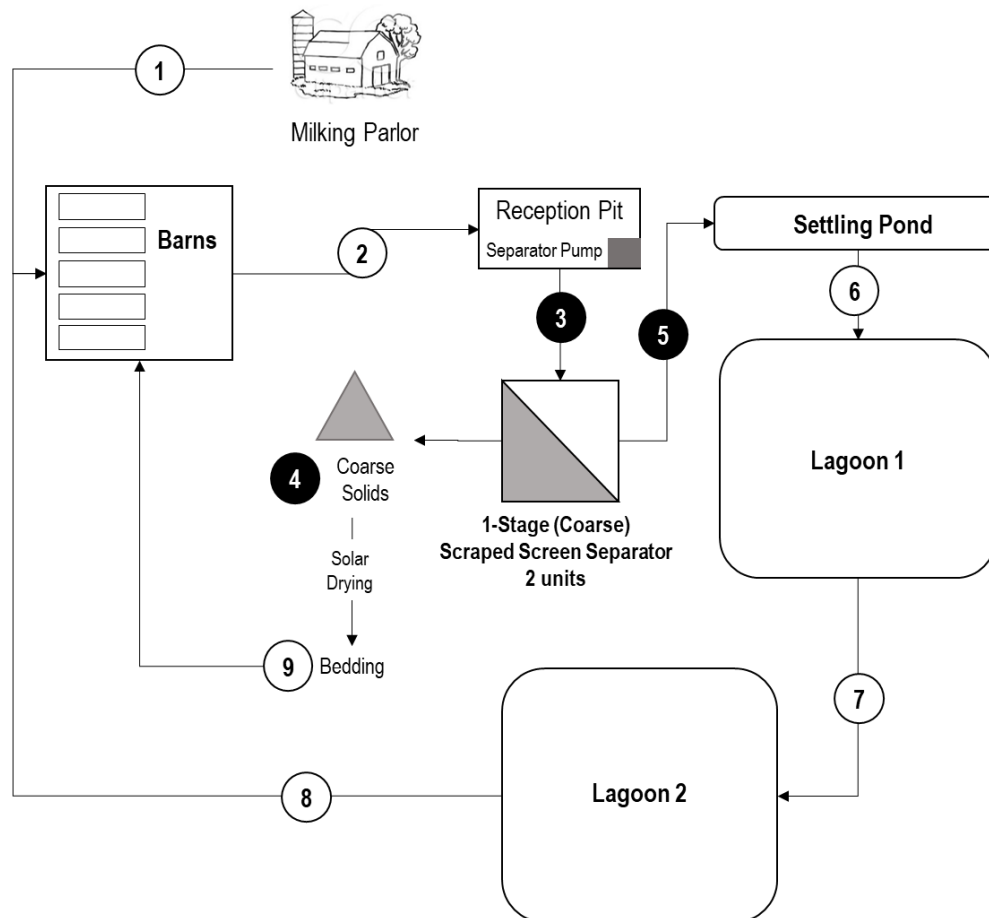 1
Milking Parlor
Barns
2
Reception Pit
Separator Pump
Settling Pond
3
5
6
4
Coarse
Solids
Solar
Drying
1-Stage (Coarse)
Scraped Screen Separator
2 units
Lagoon 1
9
Bedding
7
8
Lagoon 2